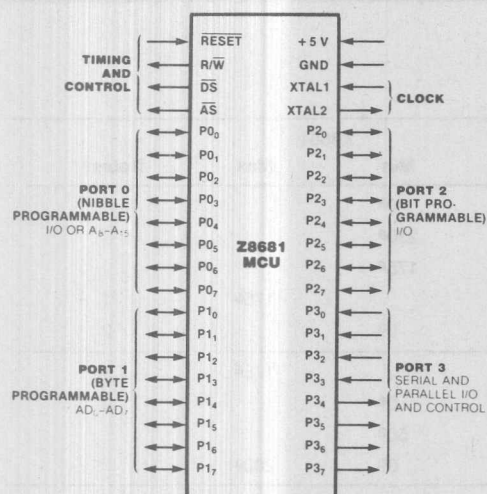 TIMING
AND
CONTROL
PORT 0
(NIBBLE
PROGRAMMABLE)
I/O OR A₈–A₁₅
PORT 1
(BYTE
PROGRAMMABLE)
AD₀–AD₇
R̅E̅S̅E̅T̅
R/W̅
D̅S̅
A̅S̅
P0₀
P0₁
P0₂
P0₃
P0₄
P0₅
P0₆
P0₇
P1₀
P1₁
P1₂
P1₃
P1₄
P1₅
P1₆
P1₇
Z8681
MCU
+5 V
GND
XTAL1
XTAL2
P2₀
P2₁
P2₂
P2₃
P2₄
P2₅
P2₆
P2₇
P3₀
P3₁
P3₂
P3₃
P3₄
P3₅
P3₆
P3₇
CLOCK
PORT 2
(BIT PRO-
GRAMMABLE)
I/O
PORT 3
SERIAL AND
PARALLEL I/O
AND CONTROL